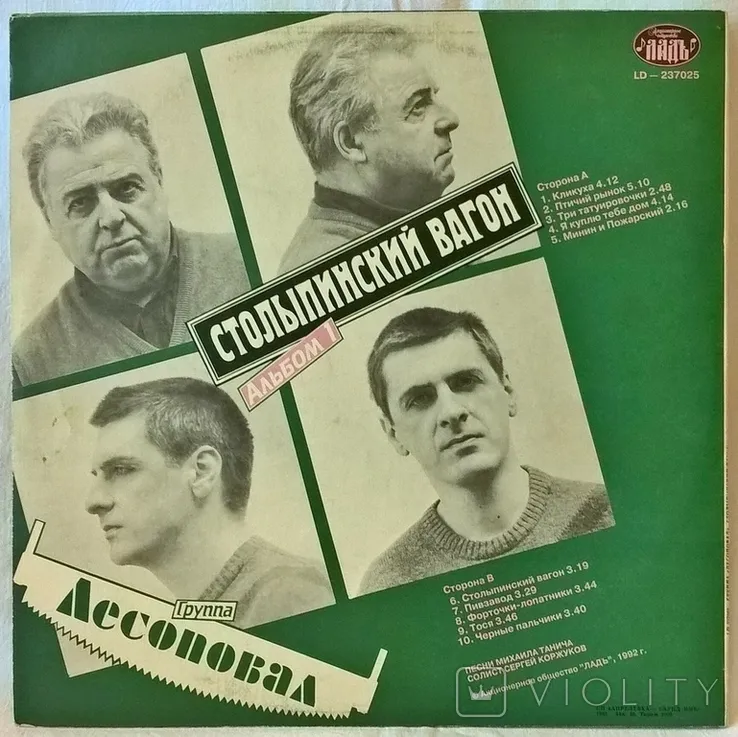 ЛАДЪ
LD – 237025
СТОЛЫПИНСКИЙ ВАГОН
АЛЬБОМ 1
Сторона А
1. Кликуха 4.12
2. Птичий рынок 5.10
3. Три татуировочки 2.48
4. Я куплю тебе дом 4.14
5. Минин и Пожарский 2.16
Группа
Лесоповал
Сторона В
6. Столыпинский вагон 3.19
7. Пивзавод 3.29
8. Форточки-лопатники 3.44
9. Тося 3.46
10. Черные пальчики 3.40
ПЕСНИ МИХАИЛА ТАНИЧА
СОЛИСТ СЕРГЕЙ КОРЖУКОВ
Акционерное общество "ЛАДЬ", 1992 г.
VIOLITY